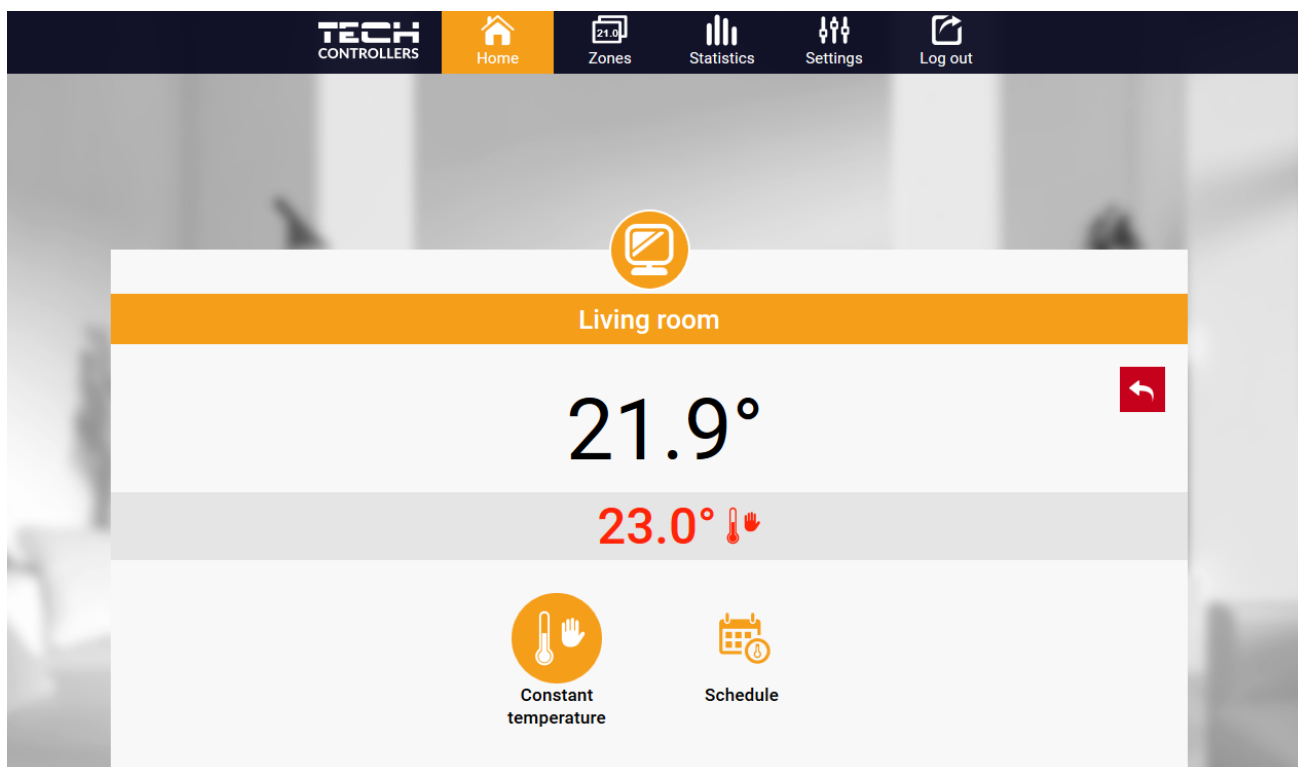 TECH
CONTROLLERS
Home
21.0
Zones
Statistics
Settings
Log out
Living room
21.9°
23.0°
Constant
temperature
Schedule